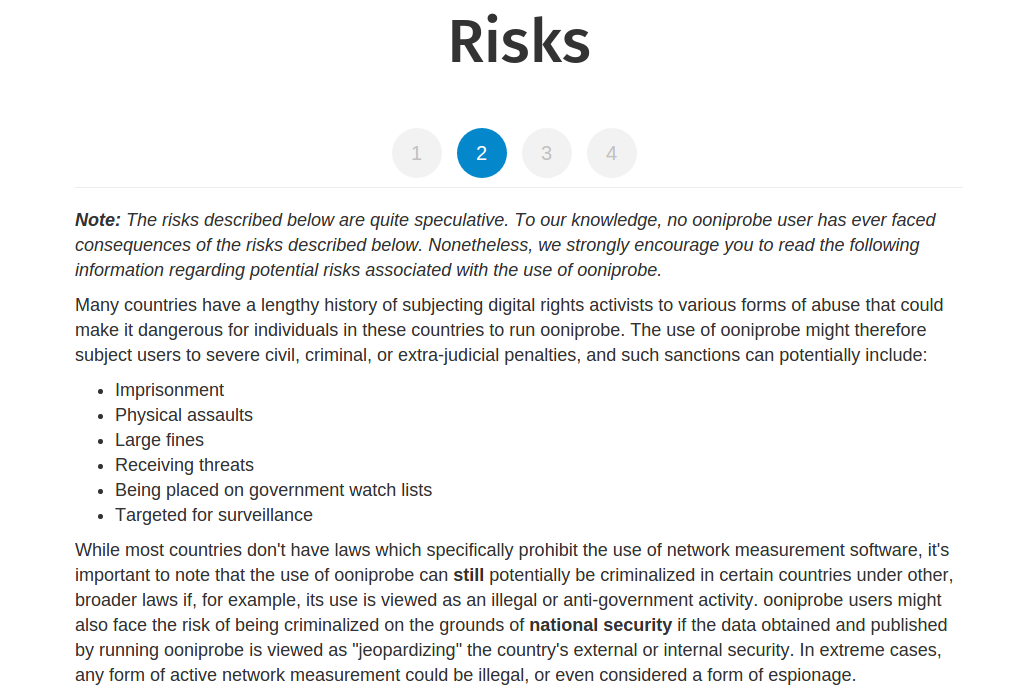 Risks
1 2 3 4
Note: The risks described below are quite speculative. To our knowledge, no ooniprobe user has ever faced
consequences of the risks described below. Nonetheless, we strongly encourage you to read the following
information regarding potential risks associated with the use of ooniprobe.
Many countries have a lengthy history of subjecting digital rights activists to various forms of abuse that could
make it dangerous for individuals in these countries to run ooniprobe. The use of ooniprobe might therefore
subject users to severe civil, criminal, or extra-judicial penalties, and such sanctions can potentially include:
• Imprisonment
• Physical assaults
• Large fines
• Receiving threats
• Being placed on government watch lists
• Targeted for surveillance
While most countries don't have laws which specifically prohibit the use of network measurement software, it's
important to note that the use of ooniprobe can still potentially be criminalized in certain countries under other,
broader laws if, for example, its use is viewed as an illegal or anti-government activity. ooniprobe users might
also face the risk of being criminalized on the grounds of national security if the data obtained and published
by running ooniprobe is viewed as "jeopardizing" the country's external or internal security. In extreme cases,
any form of active network measurement could be illegal, or even considered a form of espionage.